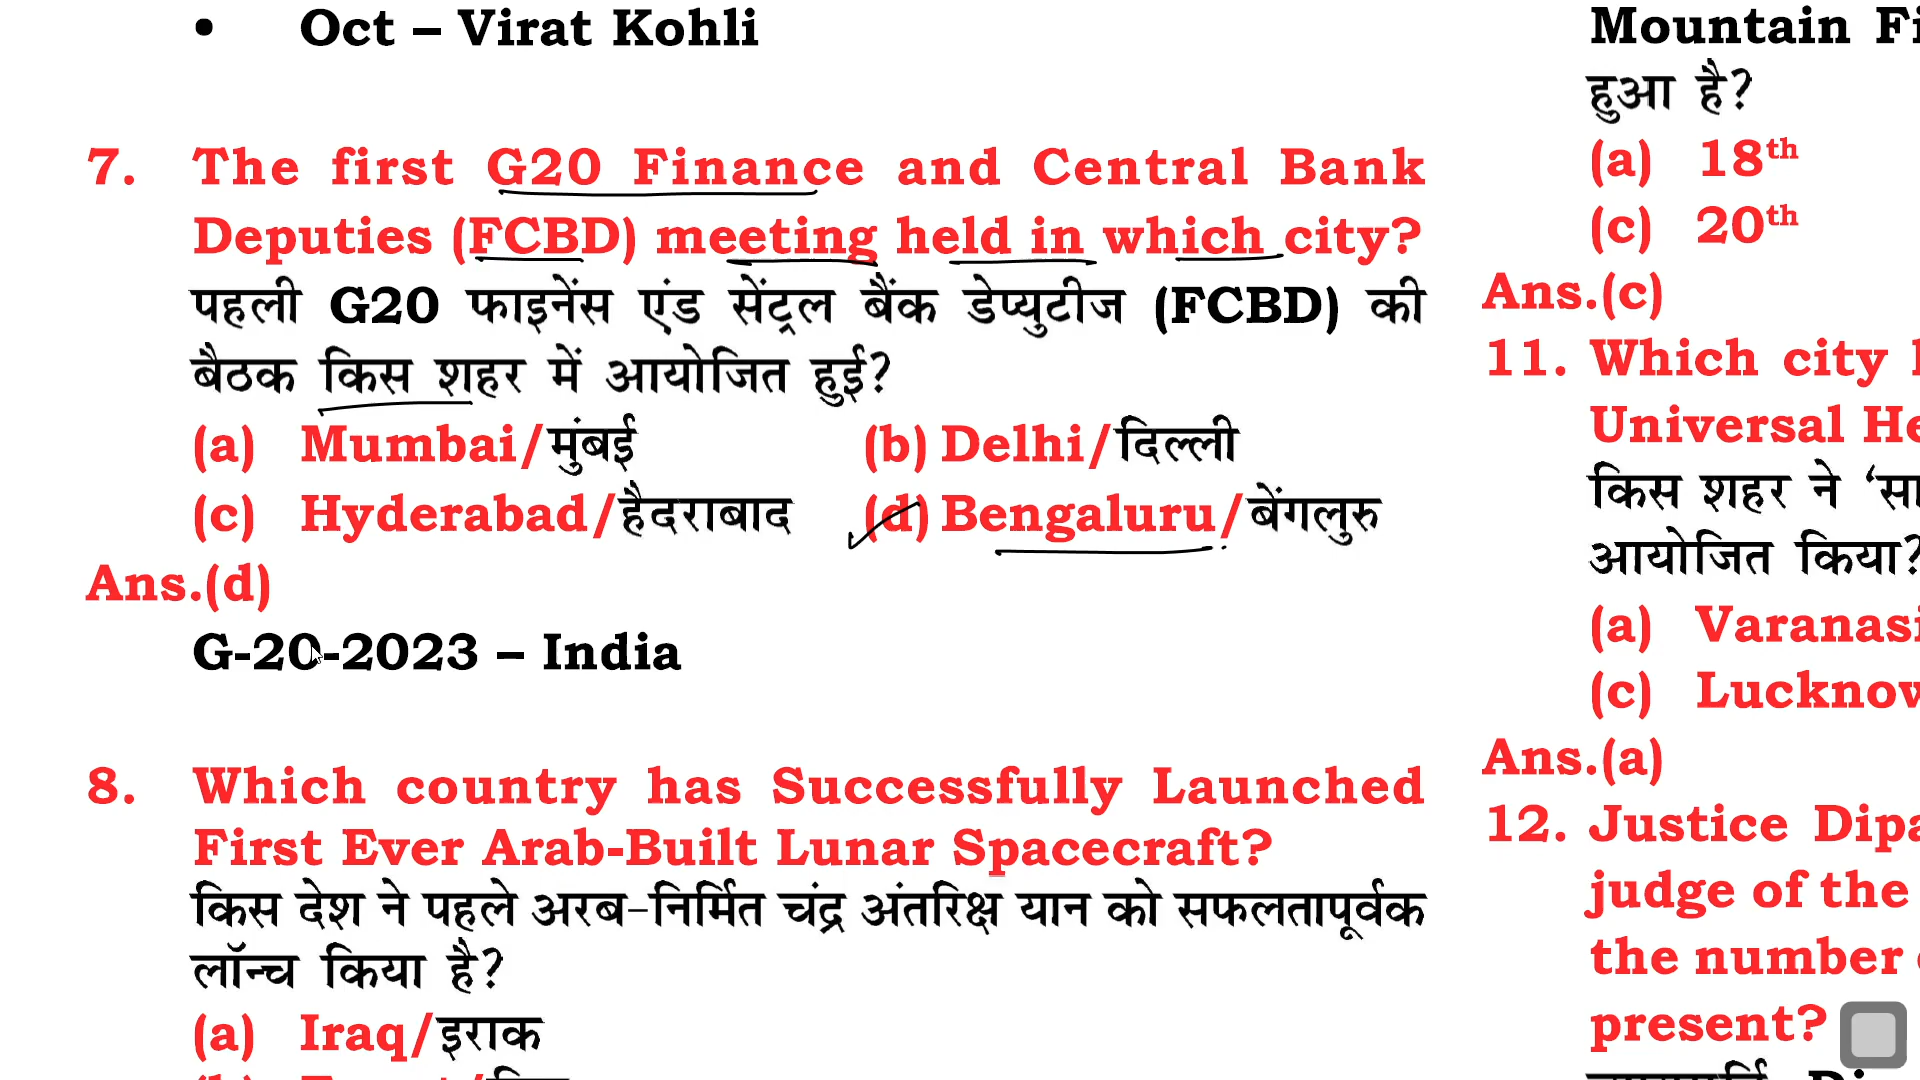 • Oct – Virat Kohli
7. The first G20 Finance and Central Bank
Deputies (FCBD) meeting held in which city?
पहली G20 फाइनेंस एंड सेंट्रल बैंक डेप्युटीज (FCBD) की
बैठक किस शहर में आयोजित हुई?
(a) Mumbai/मुंबई (b) Delhi/दिल्ली
(c) Hyderabad/हैदराबाद (d) Bengaluru/बेंगलुरु
Ans.(d)
G-20-2023 – India
8. Which country has Successfully Launched
First Ever Arab-Built Lunar Spacecraft?
किस देश ने पहले अरब-निर्मित चंद्र अंतरिक्ष यान को सफलतापूर्वक
लॉन्च किया है?
(a) Iraq/इराक
Mountain
हुआ है?
(a) 18th
(c) 20th
Ans.(c)
11. Which city
Universal
किस शहर ने
आयोजित किया?
(a) Varanasi
(c) Lucknow
Ans.(a)
12. Justice
judge of the
the number
present?